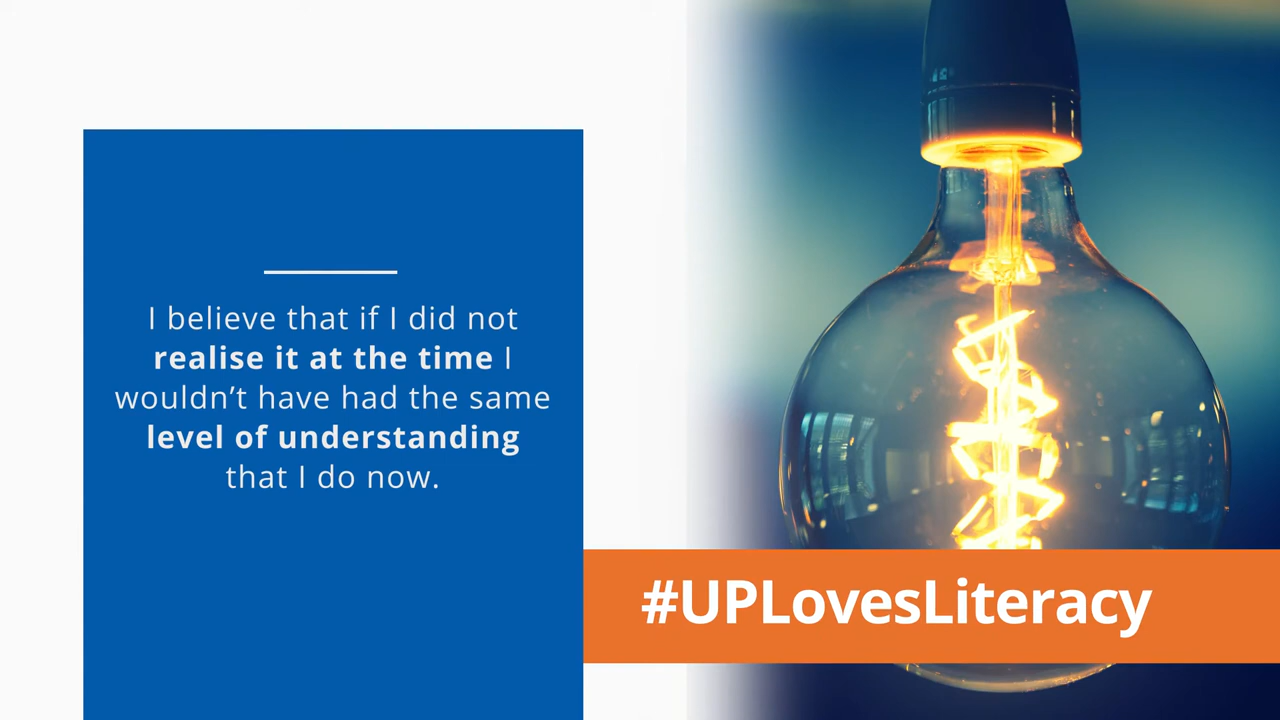 I believe that if I did not
realise it at the time I
wouldn’t have had the same
level of understanding
that I do now.
#UPLovesLiteracy